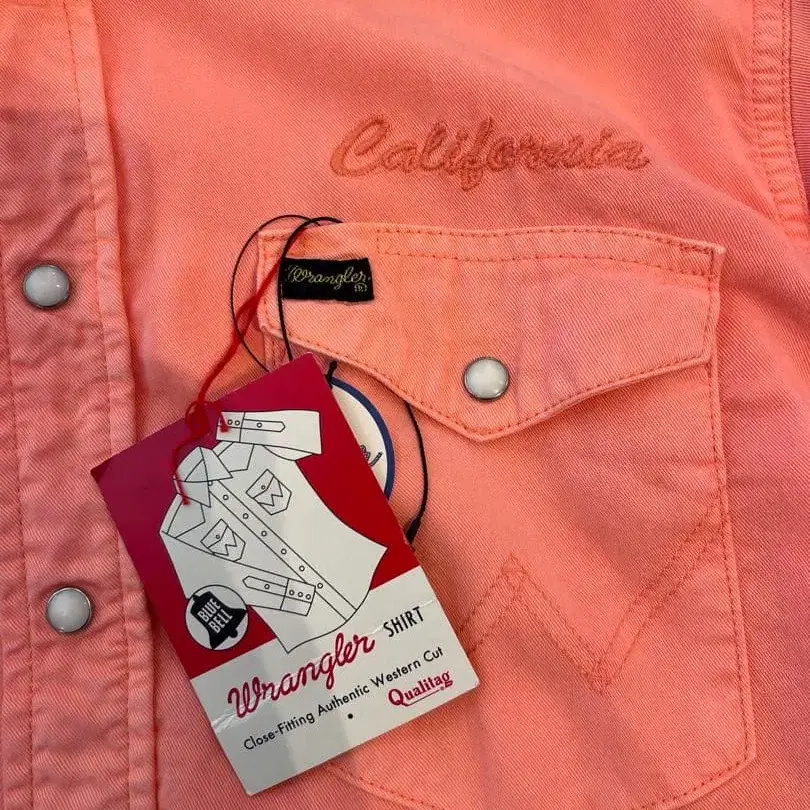 California
Wrangler
®
BLUE
BELL
Wrangler SHIRT
Close-Fitting Authentic Western Cut
Qualitag®